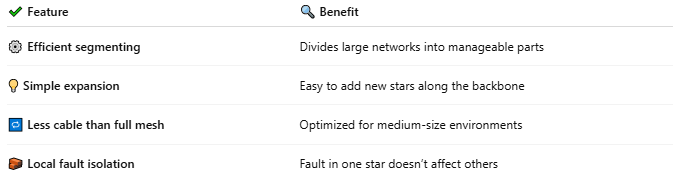 ✔ Feature 🔍 Benefit
⚙ Efficient segmenting Divides large networks into manageable parts
💡 Simple expansion Easy to add new stars along the backbone
🔁 Less cable than full mesh Optimized for medium-size environments
🧱 Local fault isolation Fault in one star doesn’t affect others